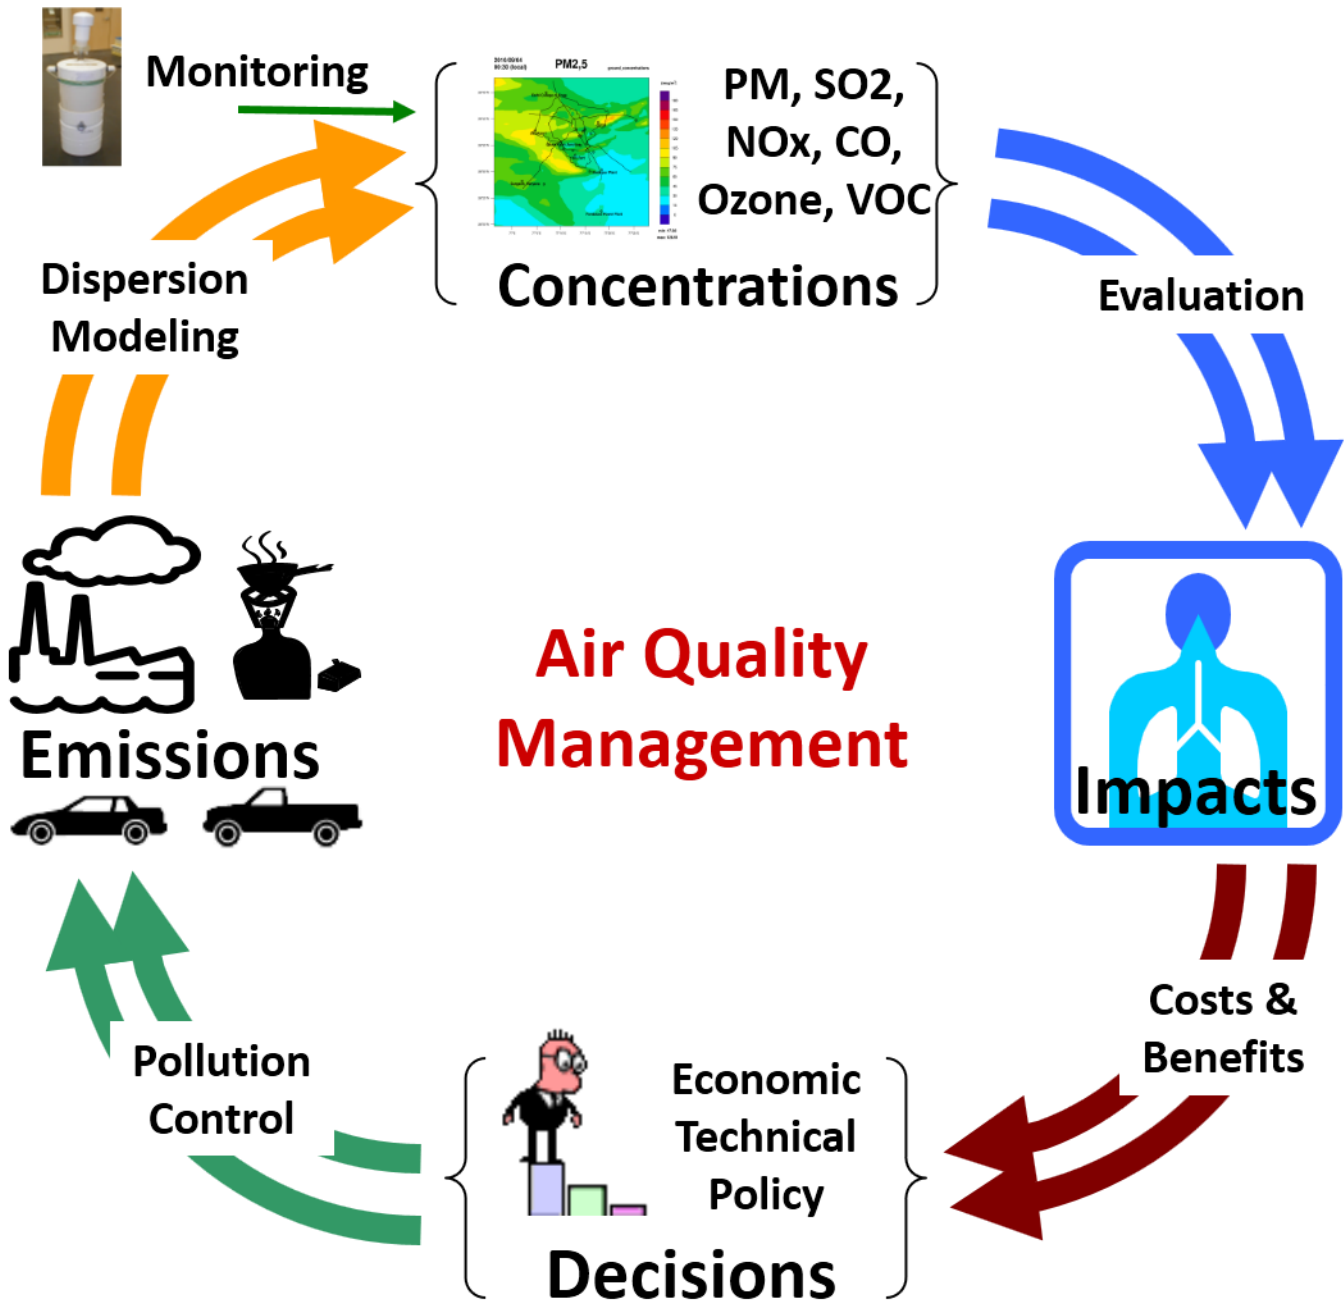 Monitoring
PM2,5
PM, SO2,
NOx, CO,
Ozone, VOC
Concentrations
Dispersion
Modeling
Evaluation
Air Quality
Management
Emissions
Impacts
Costs &
Benefits
Pollution
Control
Economic
Technical
Policy
Decisions